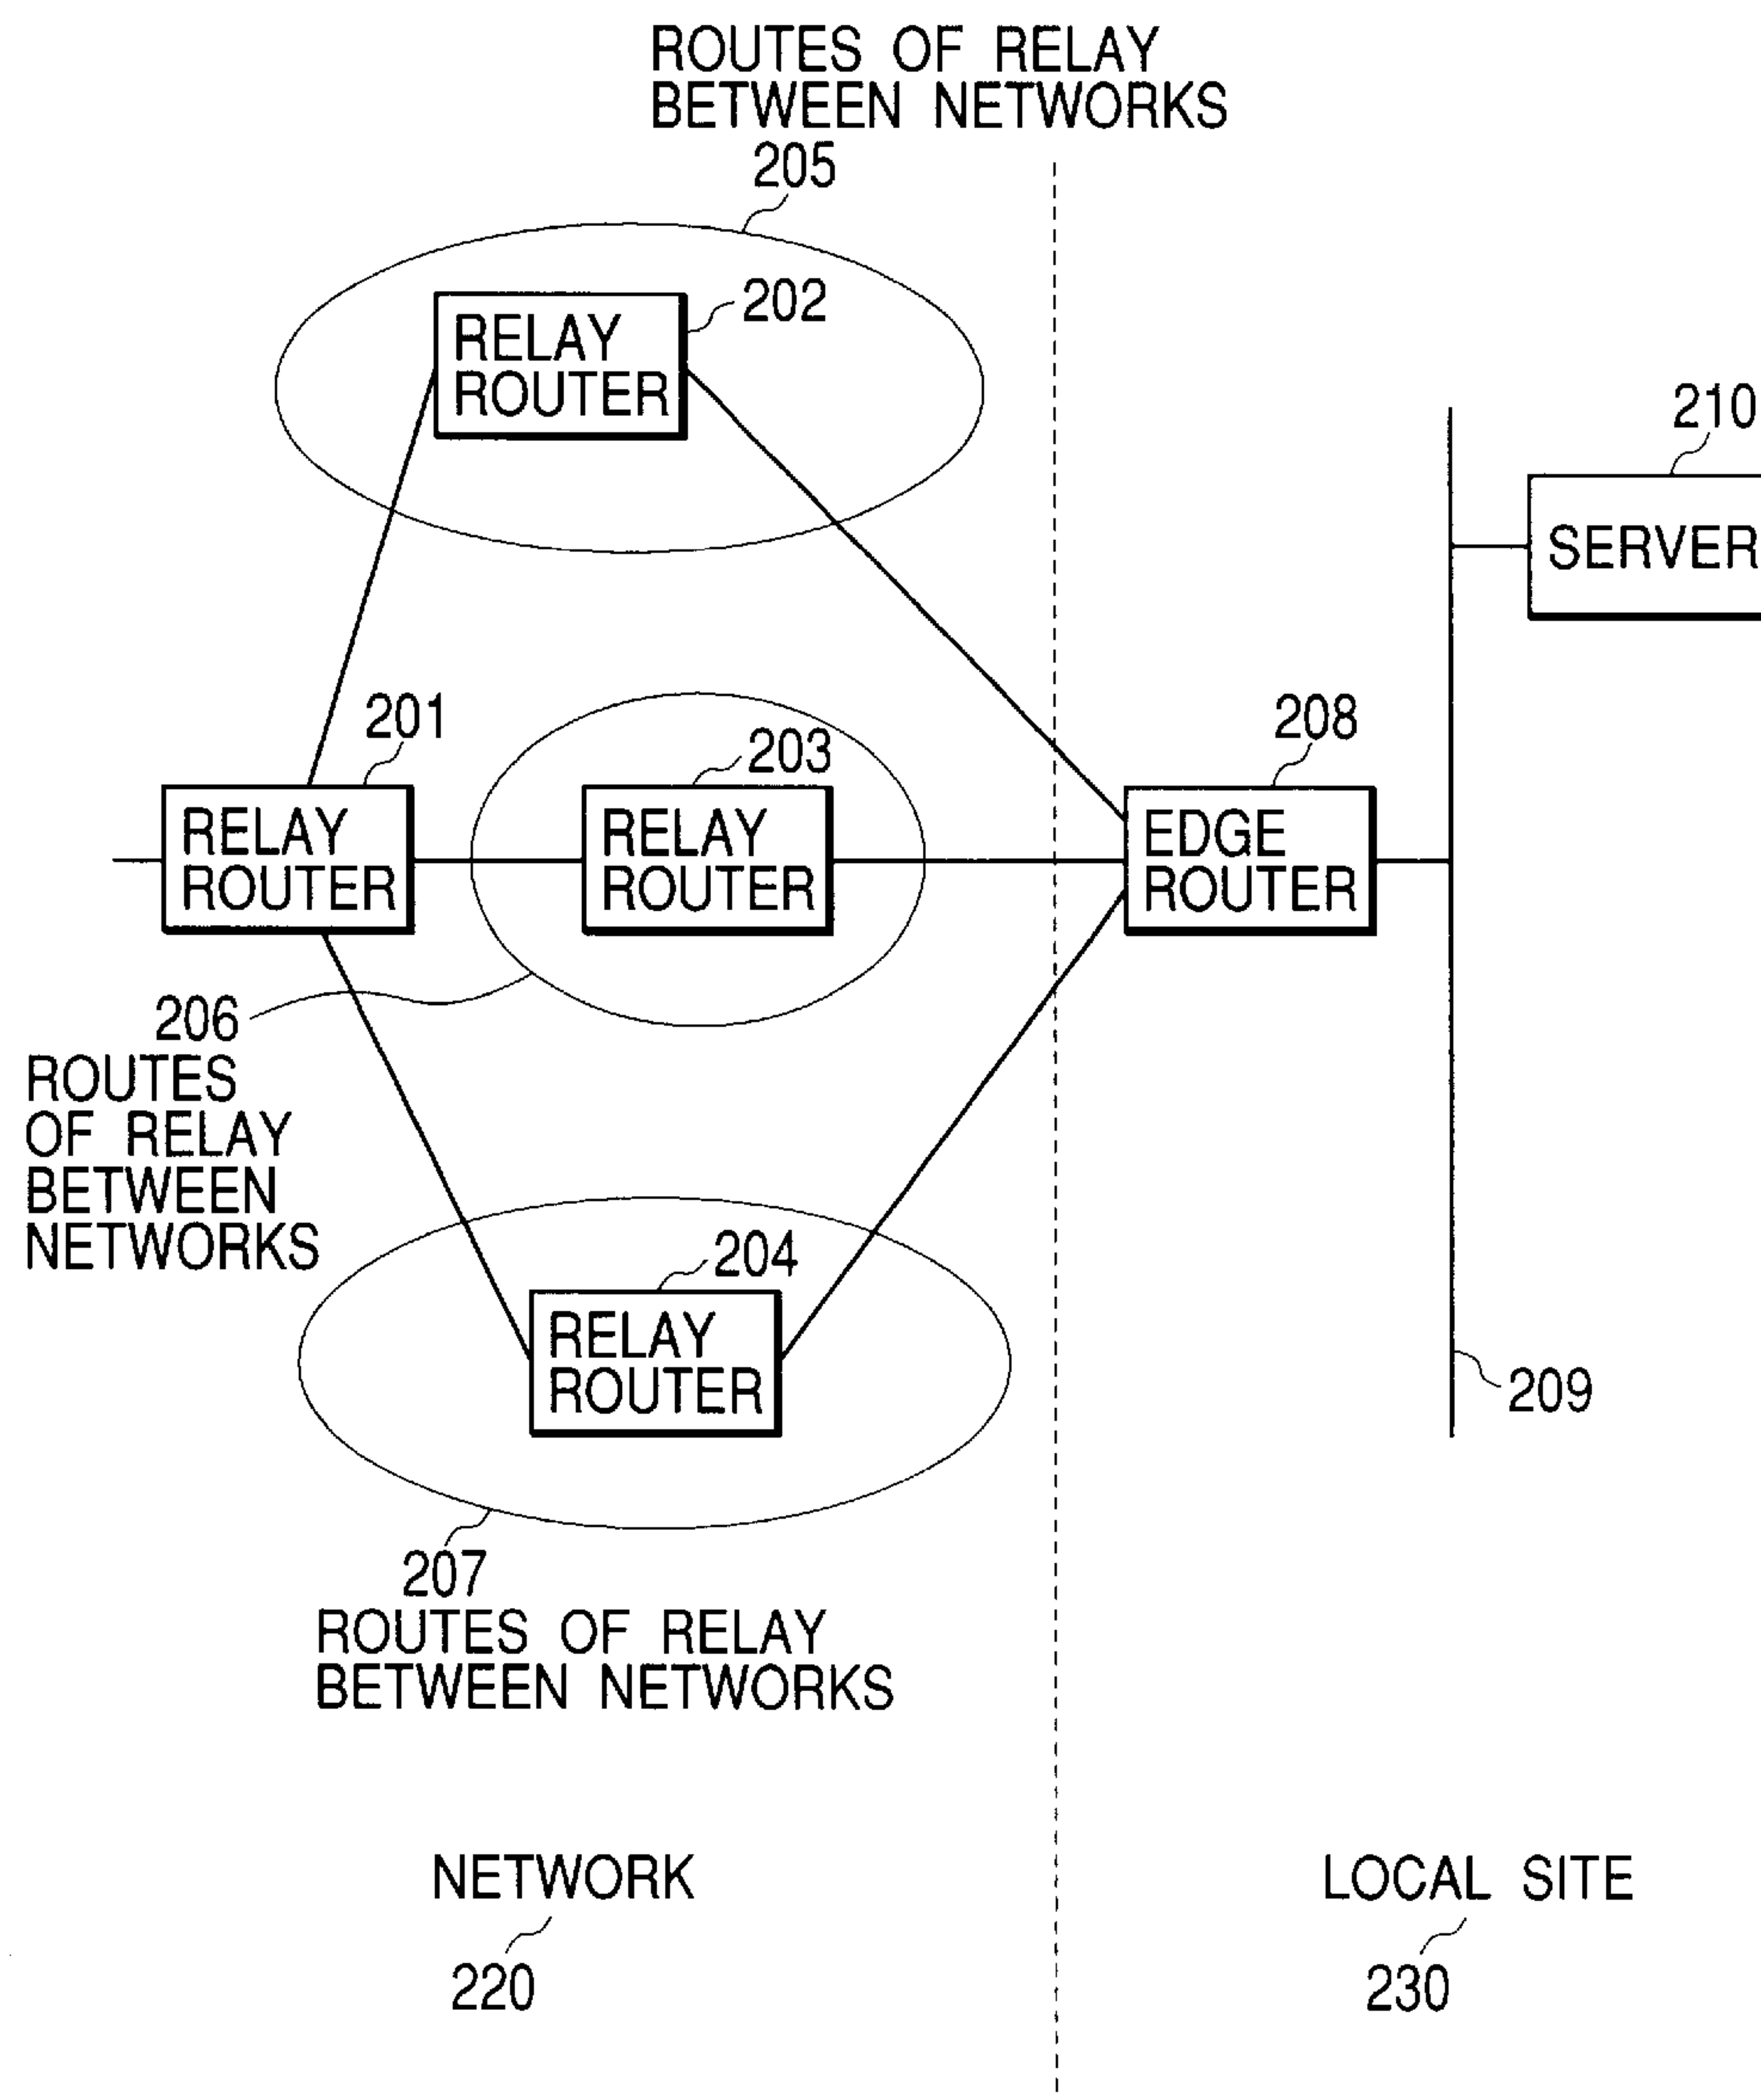 ROUTES OF RELAY
BETWEEN NETWORKS
205
202
RELAY
ROUTER
210
SERVER
201
203
208
RELAY
ROUTER
RELAY
ROUTER
EDGE
ROUTER
206
ROUTES
OF RELAY
BETWEEN
NETWORKS
204
RELAY
ROUTER
209
207
ROUTES OF RELAY
BETWEEN NETWORKS
NETWORK
220
LOCAL SITE
230